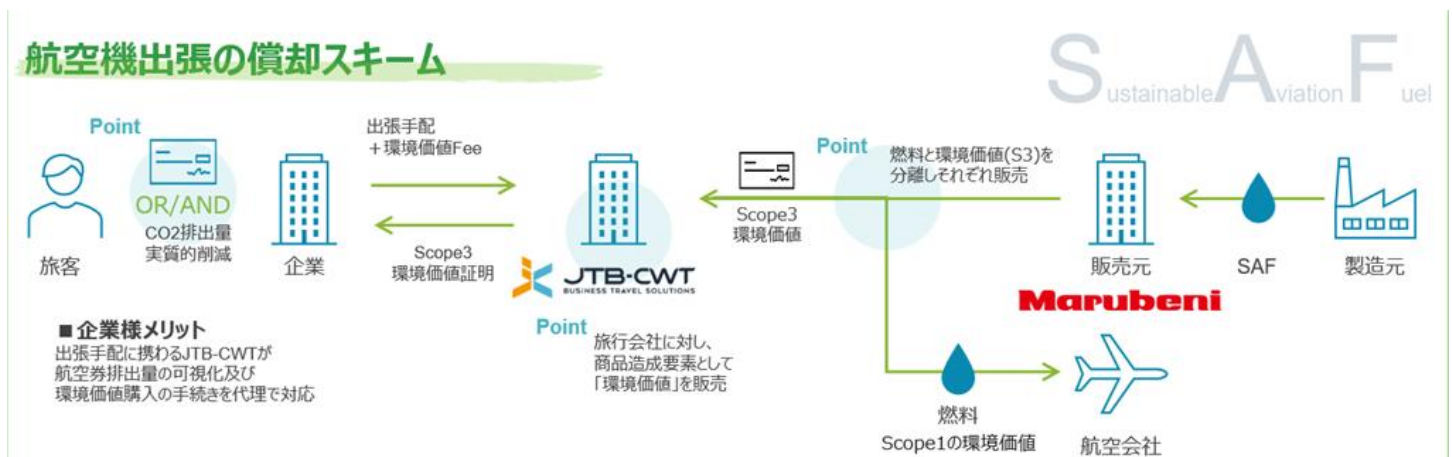 航空機出張の償却スキーム
Sustainable Aviation Fuel
Point
OR/AND
CO2排出量
実質的削減
旅客
企業
出張手配
+環境価値Fee
Scope3
環境価値証明
JTB-CWT
BUSINESS TRAVEL SOLUTIONS
Point
旅行会社に対し、
商品造成要素として
「環境価値」を販売
Scope3
環境価値
Point
燃料と環境価値(S3)を
分離しそれぞれ販売
販売元
Marubeni
SAF
製造元
燃料
Scope1の環境価値
航空会社
■企業様メリット
出張手配に携わるJTB-CWTが
航空券排出量の可視化及び
環境価値購入の手続きを代理で対応